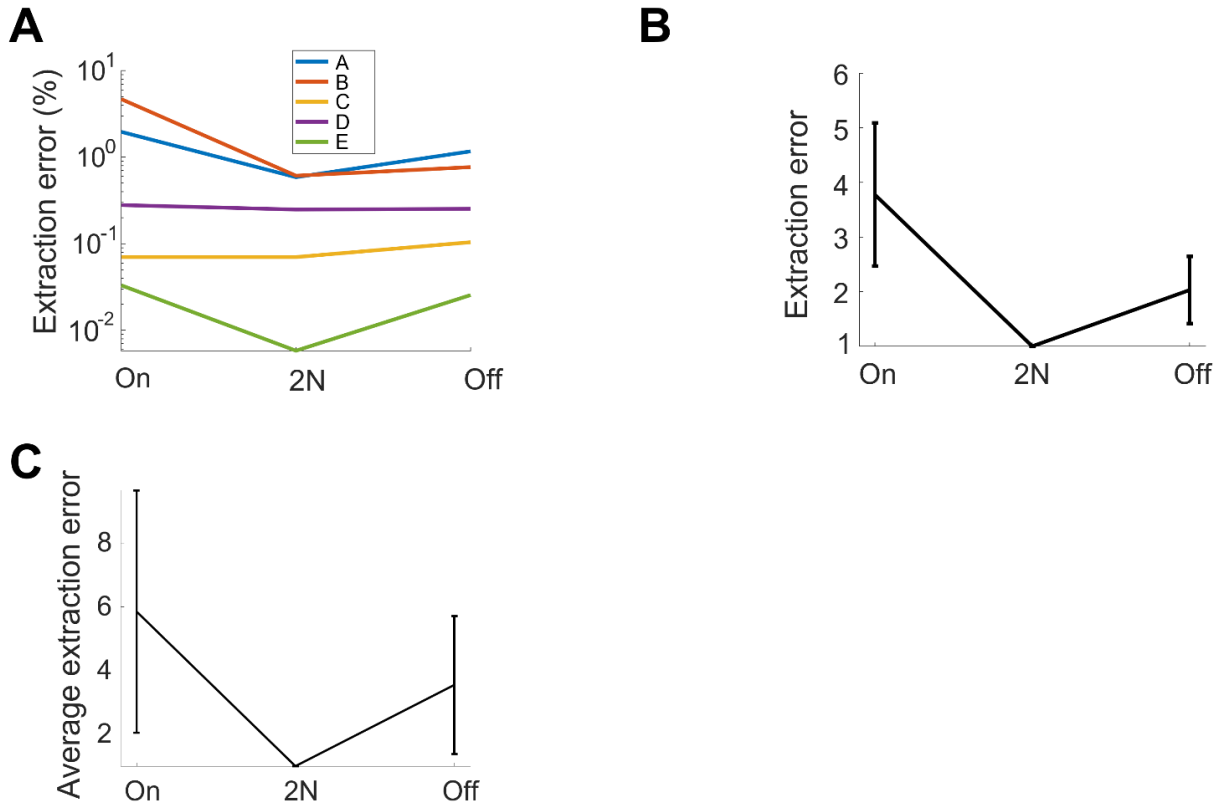 A
Extraction error (%)
10^1
10^0
10^-1
10^-2
On
2N
Off
A
B
C
D
E
B
Extraction error
6
5
4
3
2
1
On
2N
Off
C
Average extraction error
8
6
4
2
On
2N
Off